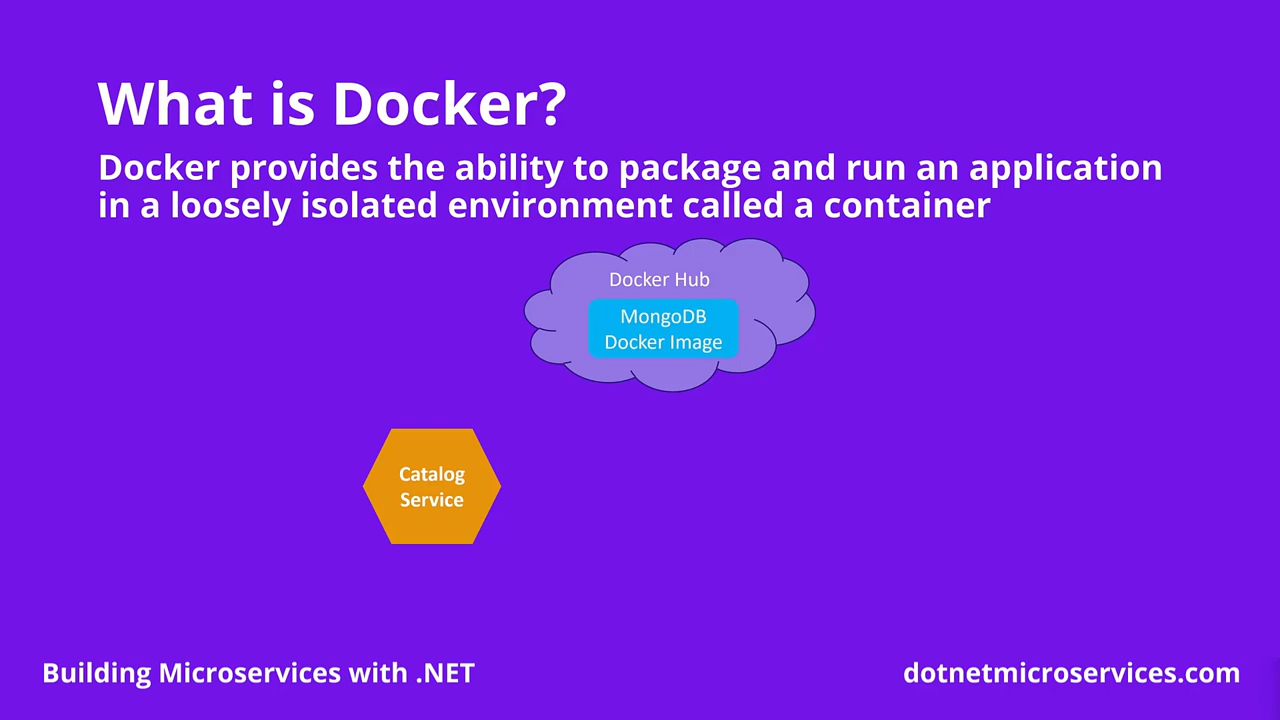 What is Docker?
Docker provides the ability to package and run an application
in a loosely isolated environment called a container
Docker Hub
MongoDB
Docker Image
Catalog
Service
Building Microservices with .NET
dotnetmicroservices.com